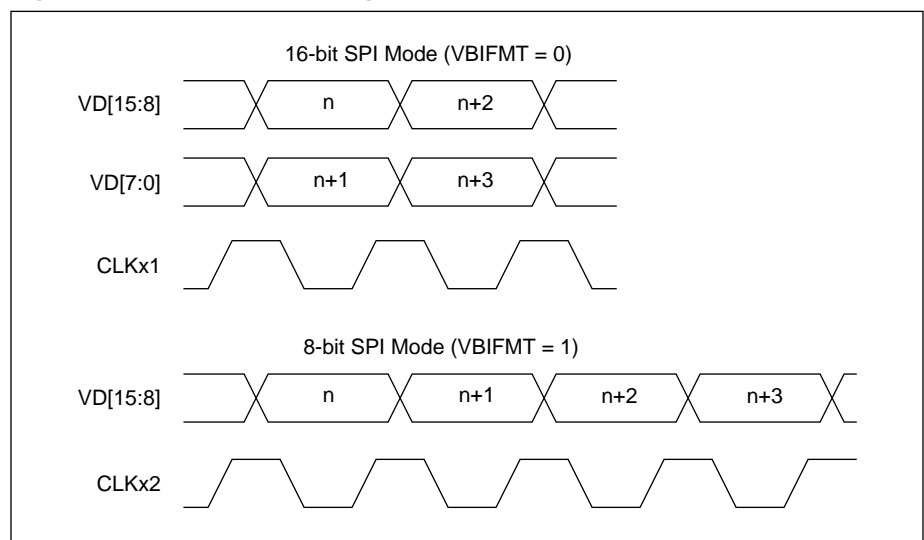 16-bit SPI Mode (VBIFMT = 0)
VD[15:8] n n+2
VD[7:0] n+1 n+3
CLKx1
8-bit SPI Mode (VBIFMT = 1)
VD[15:8] n n+1 n+2 n+3
CLKx2